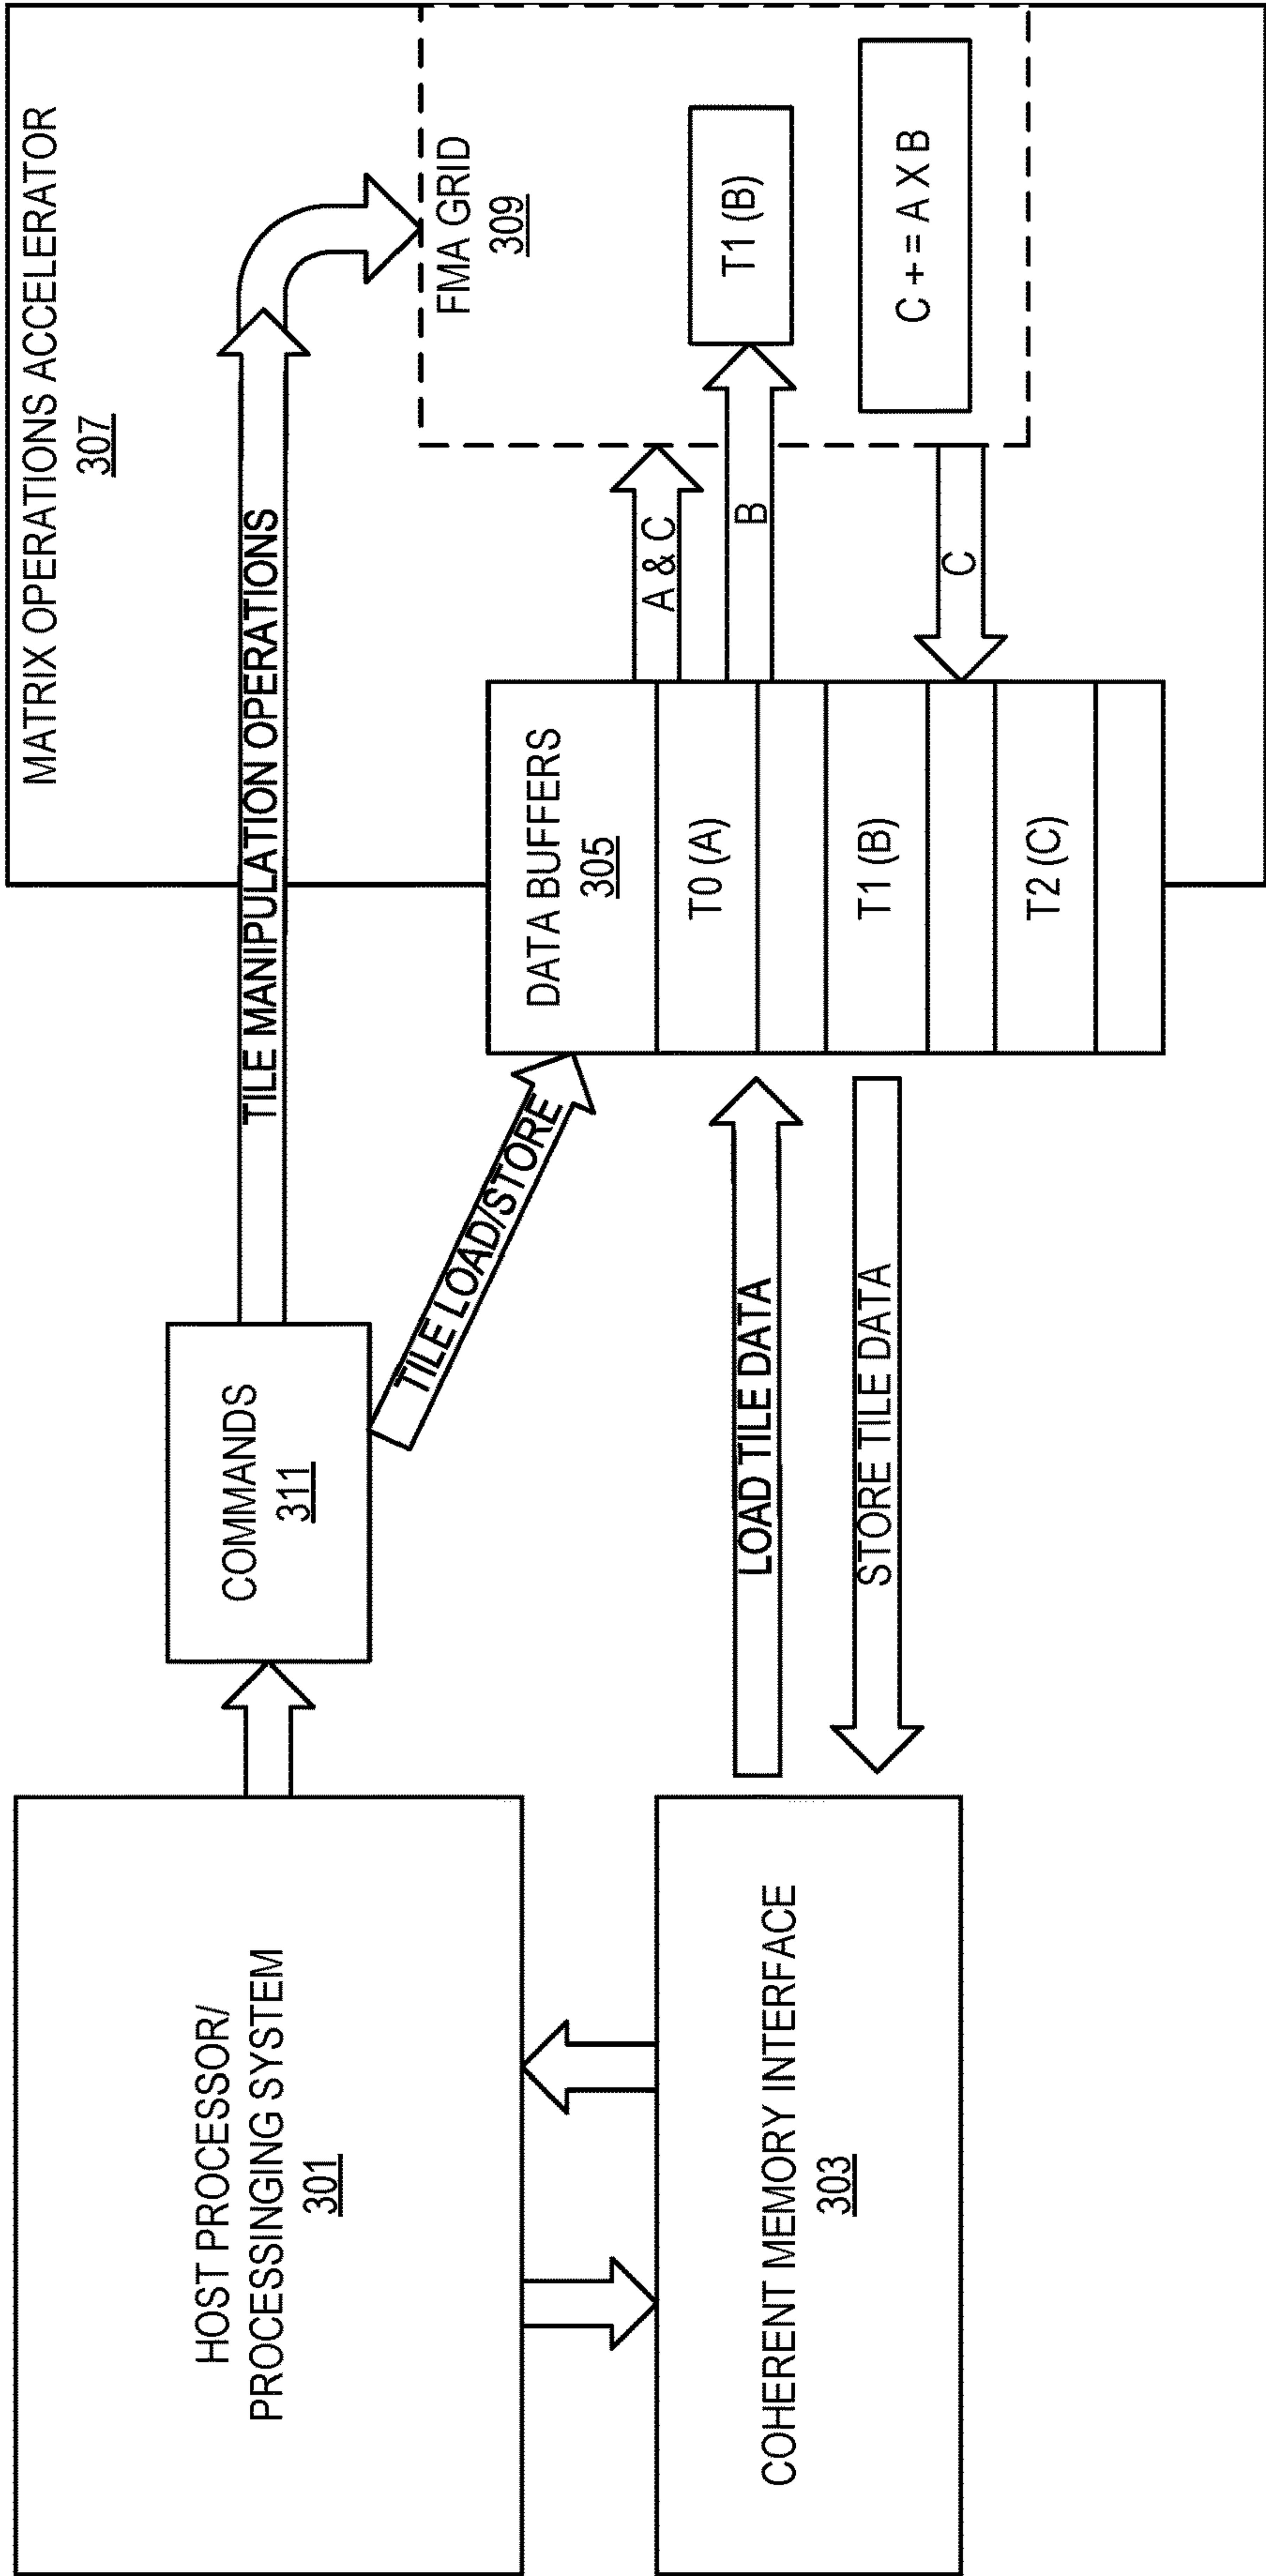 HOST PROCESSOR/
PROCESSINGING SYSTEM
301
COHERENT MEMORY INTERFACE
303
COMMANDS
311
TILE MANIPULATION OPERATIONS
TILE LOAD/STORE
LOAD TILE DATA
STORE TILE DATA
MATRIX OPERATIONS ACCELERATOR
307
DATA BUFFERS
305
T0 (A)
T1 (B)
T2 (C)
A & C
B
C
FMA GRID
309
T1 (B)
C + = A X B